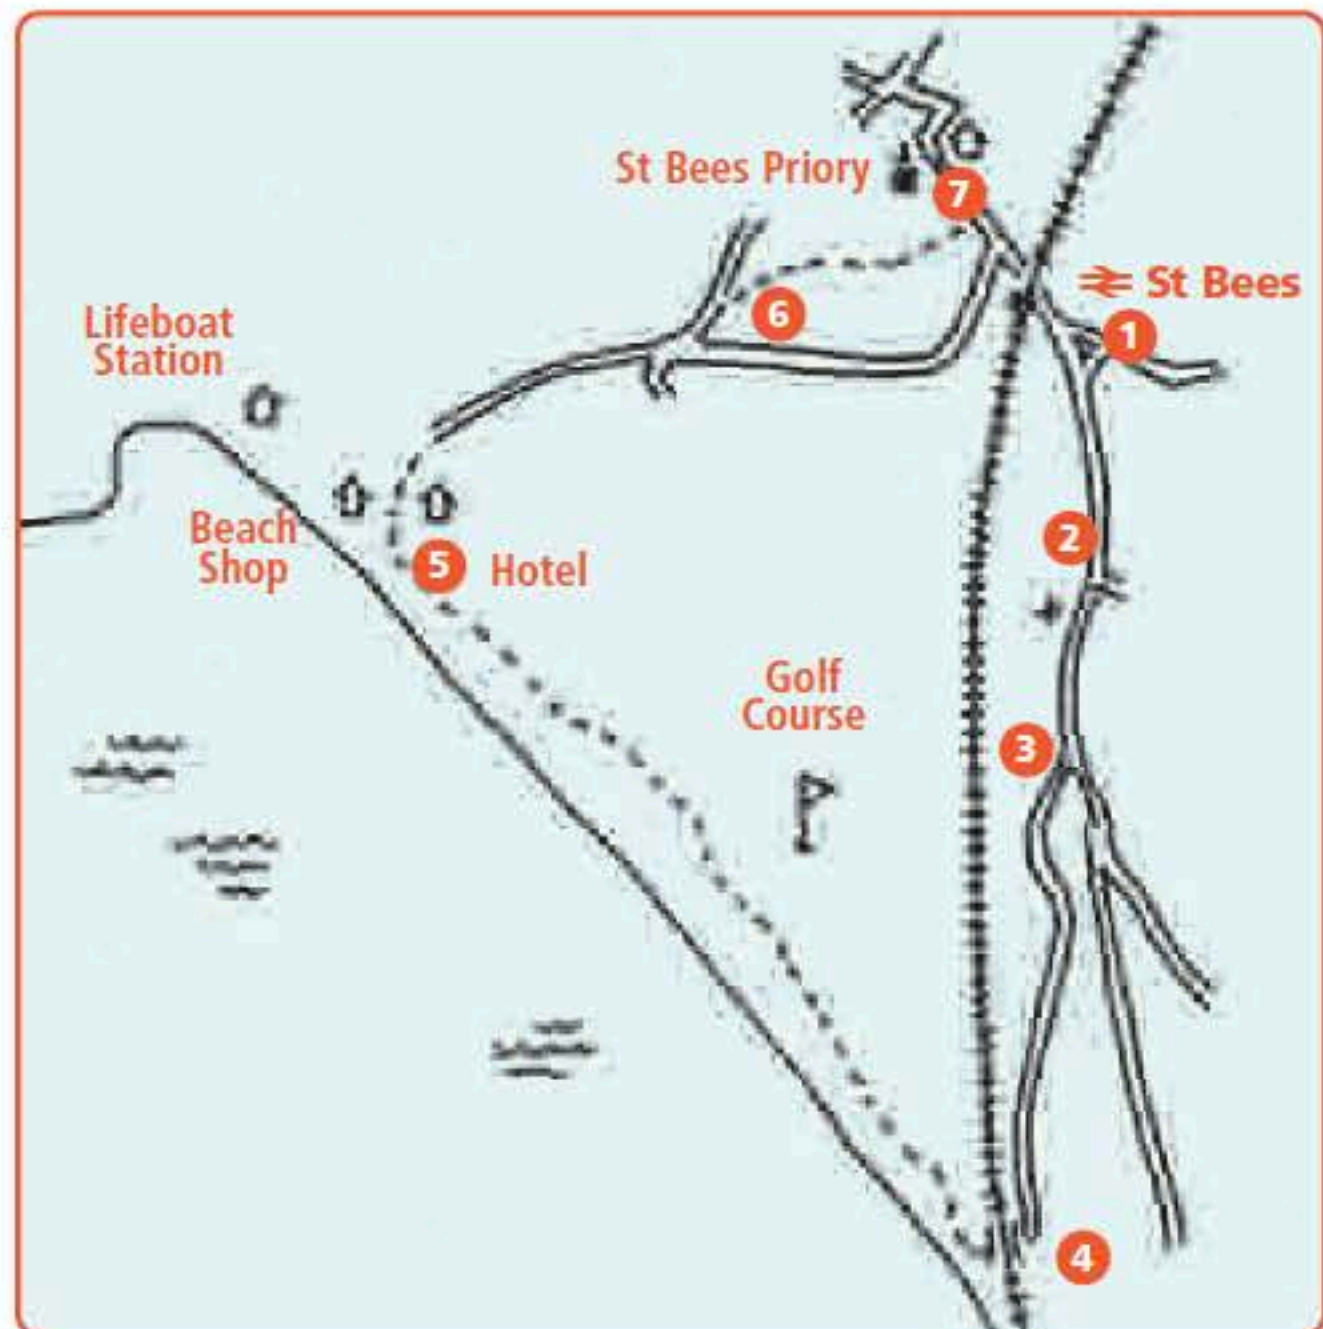 St Bees Priory
7
St Bees
1
6
Lifeboat
Station
Beach
Shop
5
Hotel
2
Golf
Course
3
4